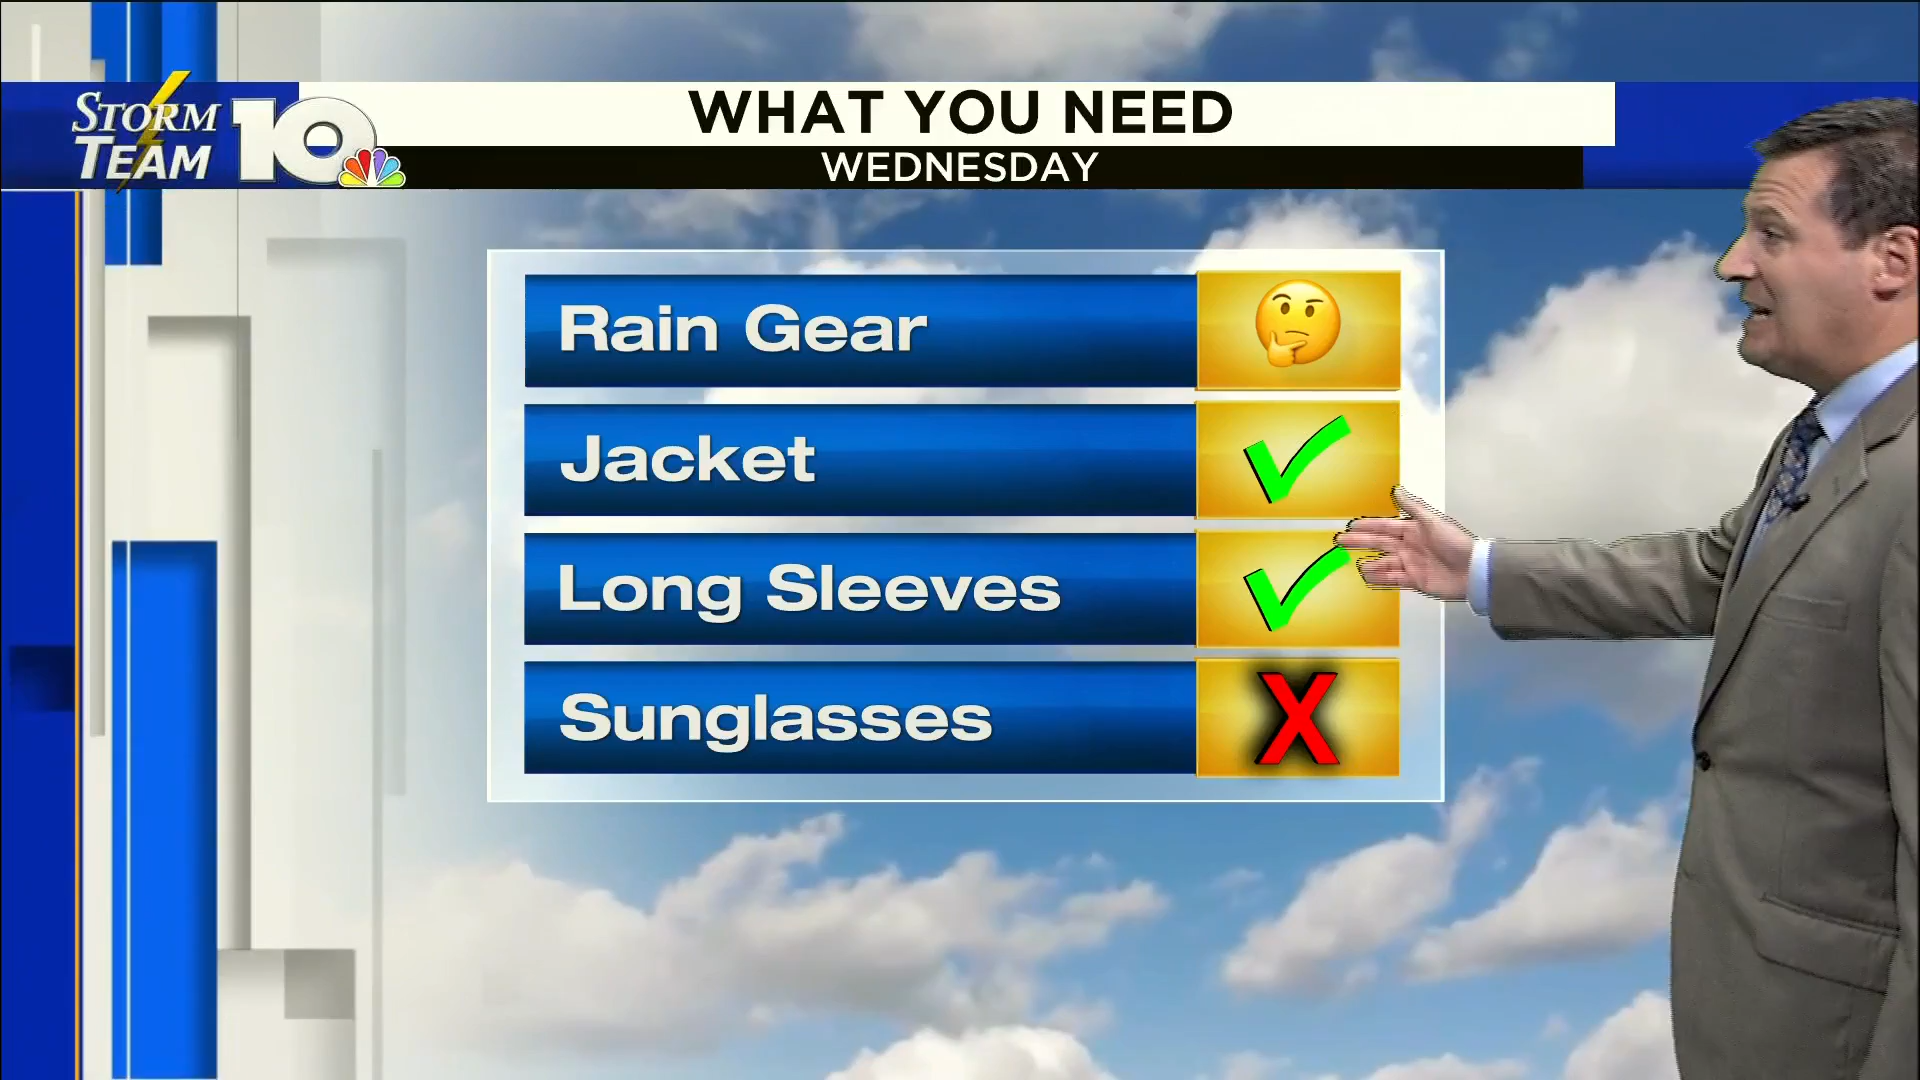 STORM
TEAM
10
WHAT YOU NEED
WEDNESDAY
Rain Gear
Jacket
Long Sleeves
Sunglasses
X